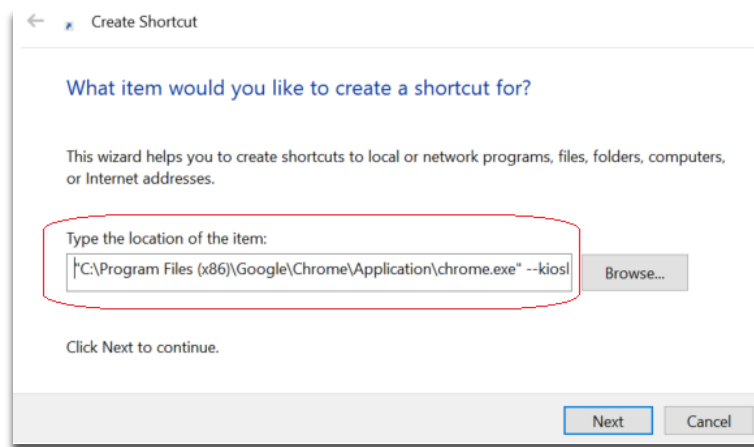 Create Shortcut
What item would you like to create a shortcut for?
This wizard helps you to create shortcuts to local or network programs, files, folders, computers,
or Internet addresses.
Type the location of the item:
"C:\Program Files (x86)\Google\Chrome\Application\chrome.exe" --kiosl
Browse...
Click Next to continue.
Next
Cancel